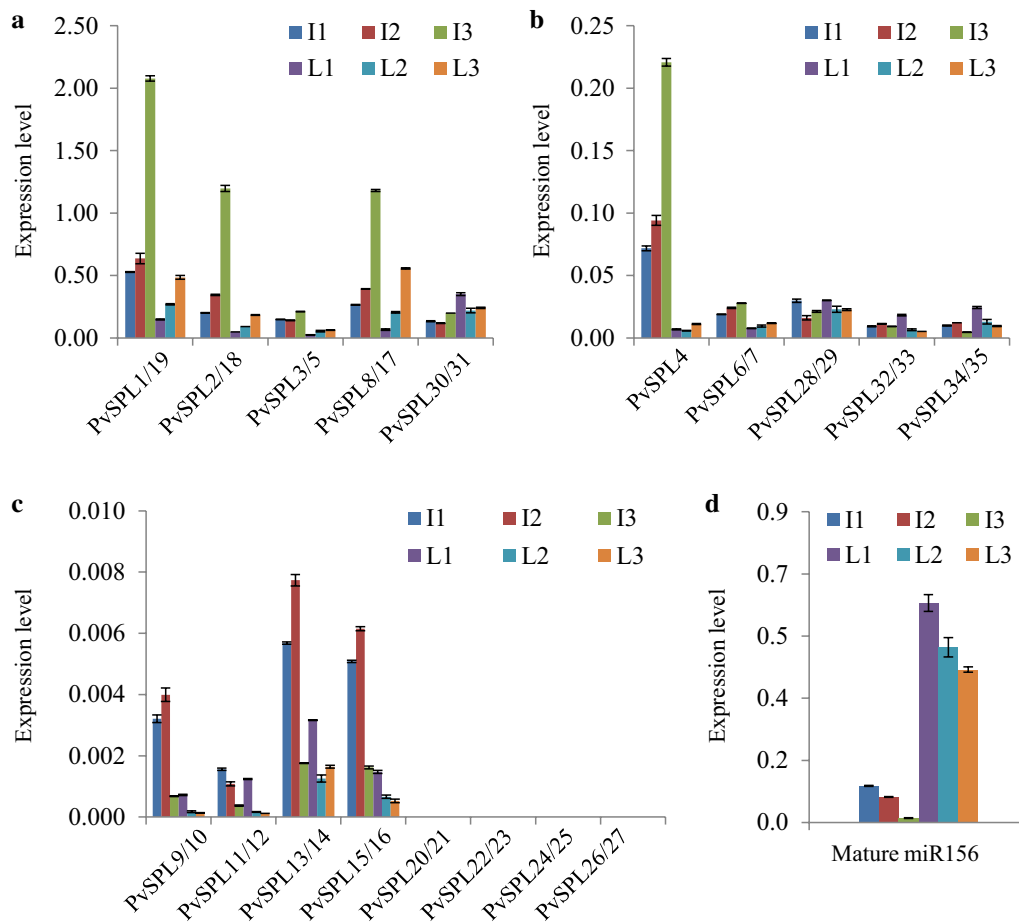 a
2.50
2.00
1.50
1.00
0.50
0.00
Expression level
I1 I2 I3
L1 L2 L3
PvSPL1/19
PvSPL2/18
PvSPL3/5
PvSPL8/17
PvSPL30/31
b
0.25
0.20
0.15
0.10
0.05
0.00
Expression level
I1 I2 I3
L1 L2 L3
PvSPL4
PvSPL6/7
PvSPL28/29
PvSPL32/33
PvSPL34/35
c
0.010
0.008
0.006
0.004
0.002
0.000
Expression level
I1 I2 I3
L1 L2 L3
PvSPL9/10
PvSPL11/12
PvSPL13/14
PvSPL15/16
PvSPL20/21
PvSPL22/23
PvSPL24/25
PvSPL26/27
d
0.9
0.7
0.5
0.4
0.2
0.0
Expression level
I1 I2 I3
L1 L2 L3
Mature miR156